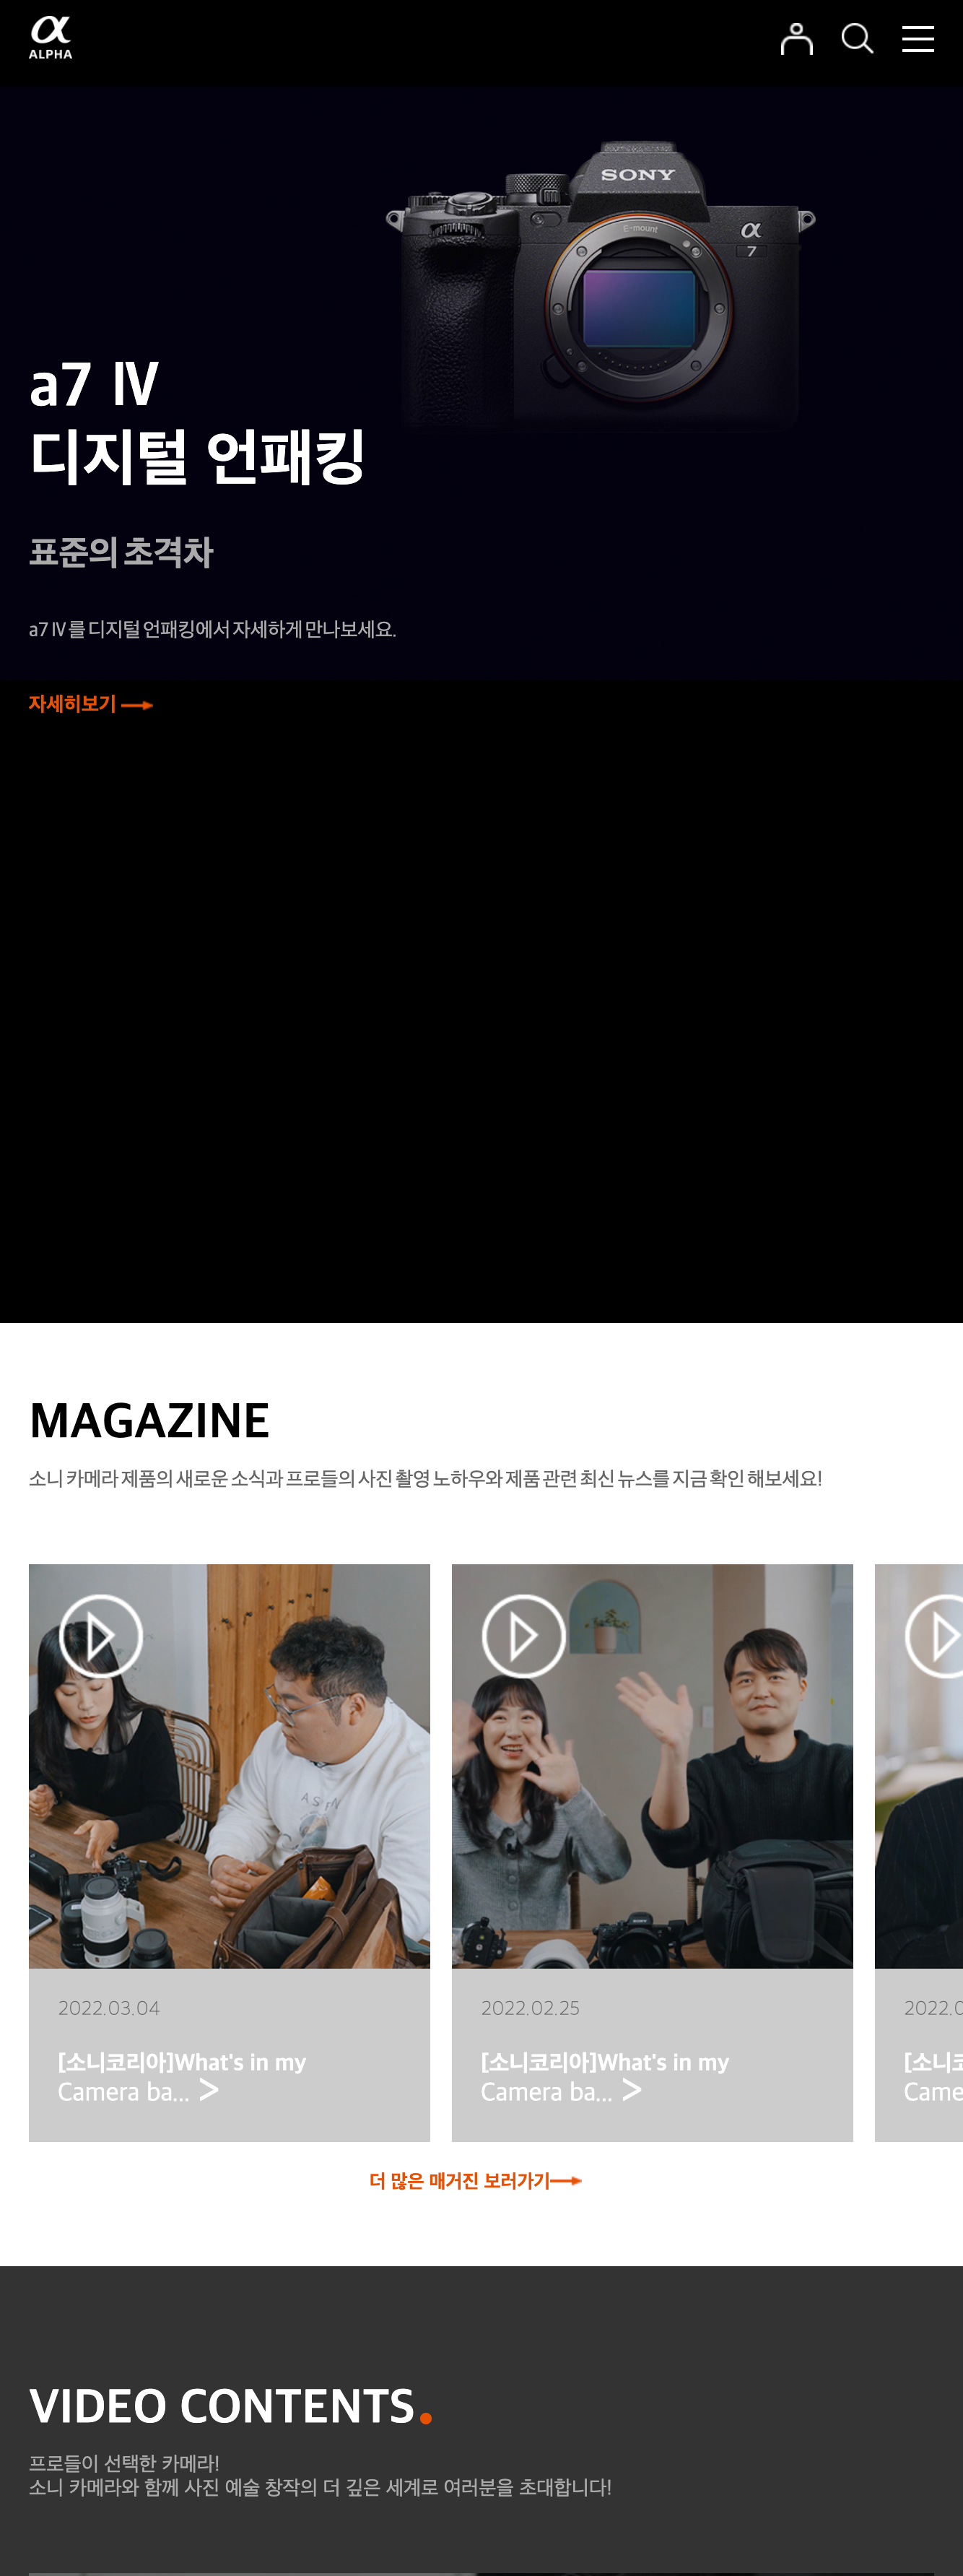 α
ALPHA
SONY
E-mount
α
7
a7 Ⅳ
디지털 언패킹
표준의 초격차
a7 Ⅳ를 디지털 언패킹에서 자세하게 만나보세요.
자세히보기
MAGAZINE
소니 카메라 제품의 새로운 소식과 프로들의 사진 촬영 노하우와 제품 관련 최신 뉴스를 지금 확인 해보세요!
2022.03.04
[소니코리아]What's in my
Camera ba... >
2022.02.25
[소니코리아]What's in my
Camera ba... >
2022.0
[소니코
Came
더 많은 매거진 보러가기
VIDEO CONTENTS.
프로들이 선택한 카메라!
소니 카메라와 함께 사진 예술 창작의 더 깊은 세계로 여러분을 초대합니다!